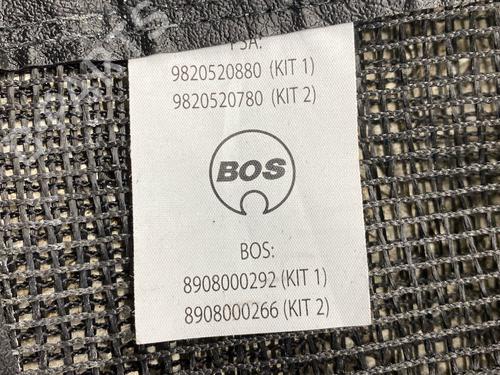 PSA:
9820520880 (KIT 1)
9820520780 (KIT 2)
BOS
BOS:
8908000292 (KIT 1)
8908000266 (KIT 2)